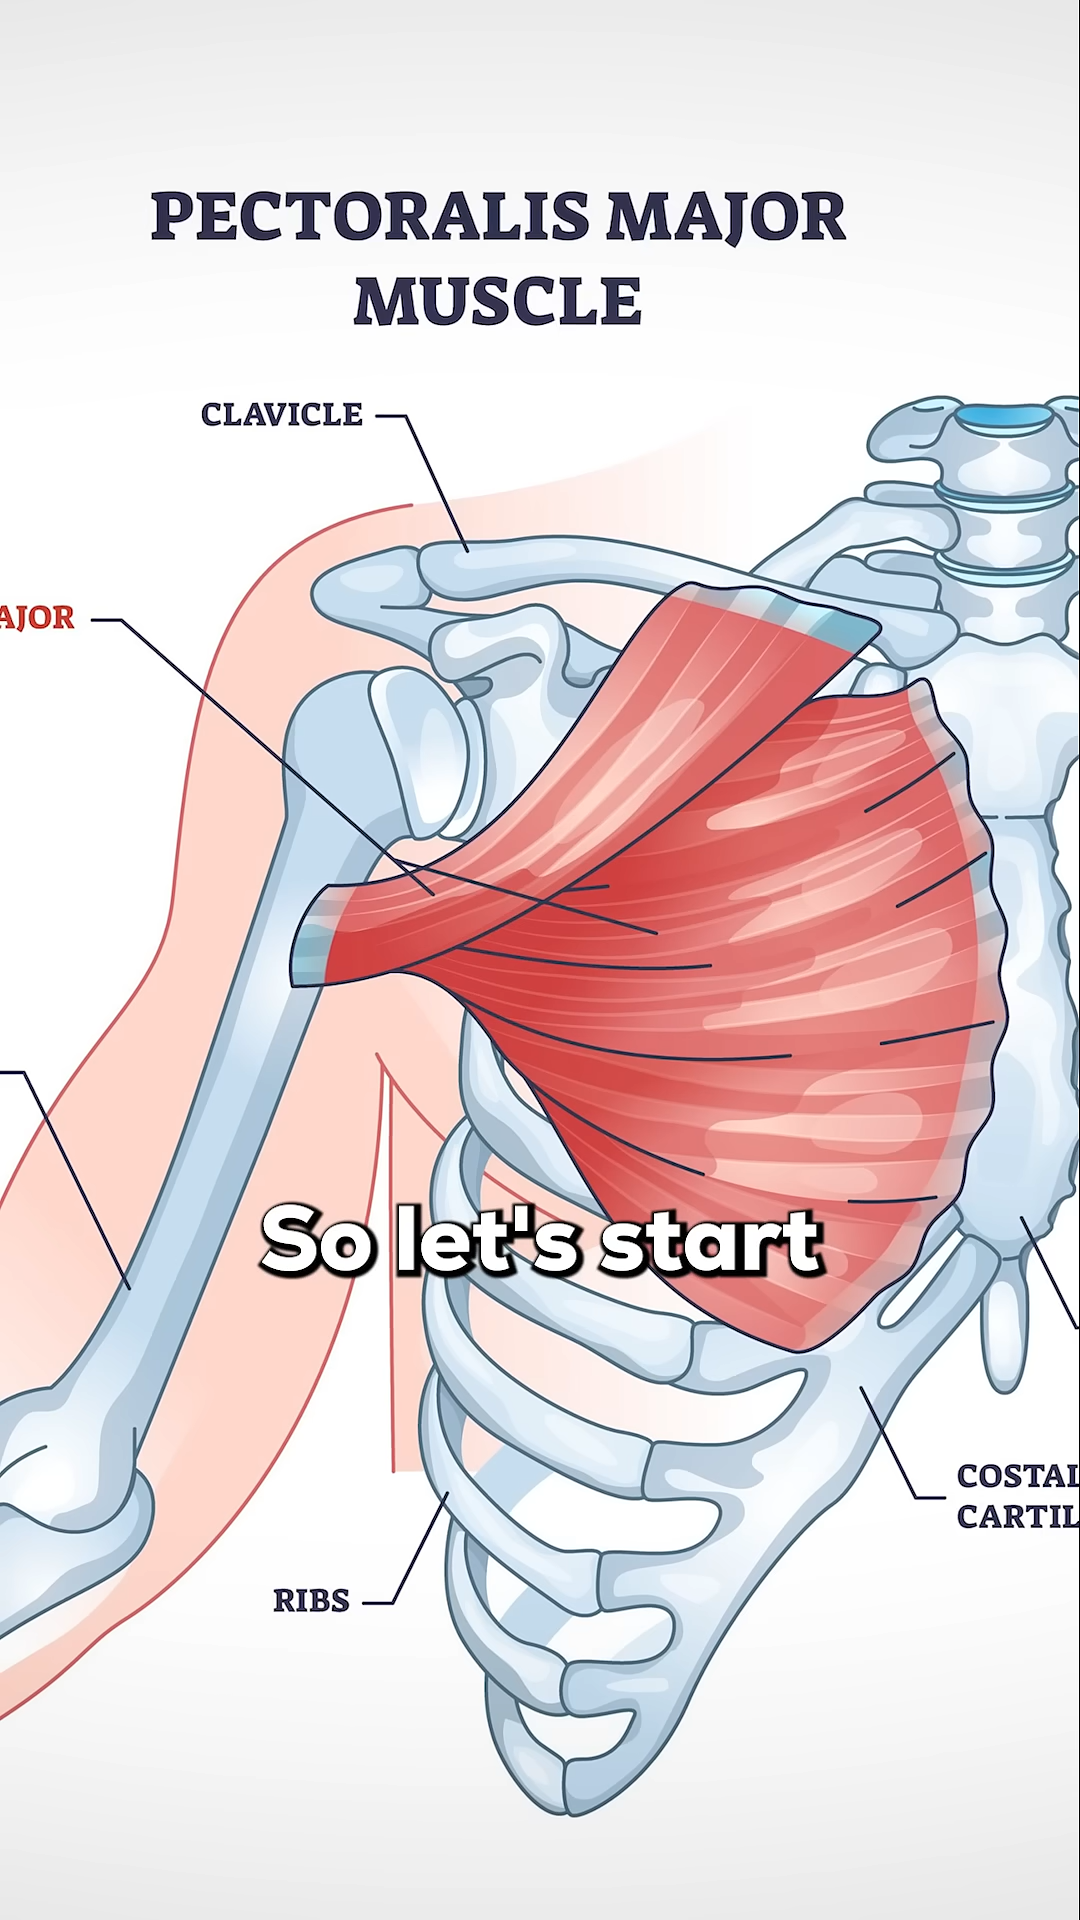 PECTORALIS MAJOR
MUSCLE
CLAVICLE
AJOR
So let's start
COSTAL
CARTIL
RIBS